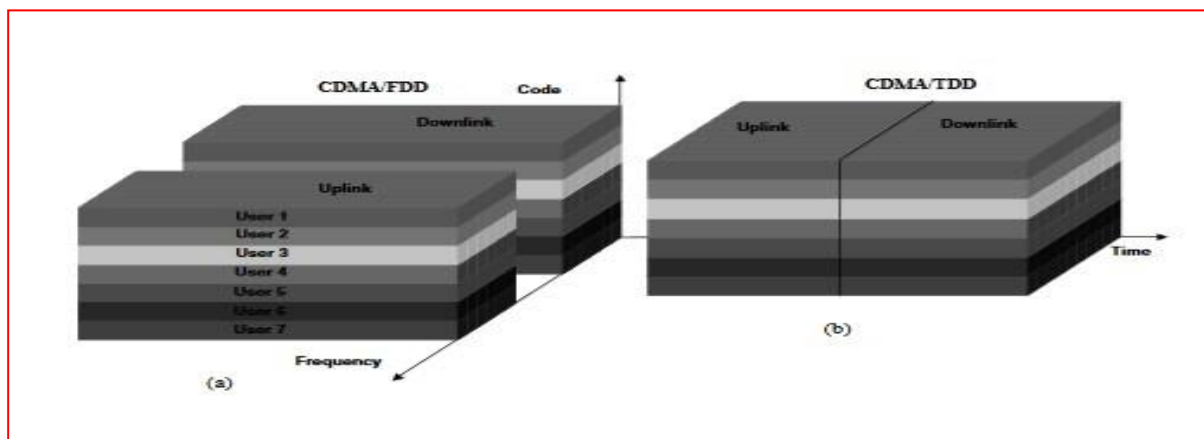 CDMA/FDD
Code
Downlink
Uplink
User 1
User 2
User 3
User 4
User 5
User 6
User 7
Frequency
(a)
CDMA/TDD
Uplink
Downlink
Time
(b)